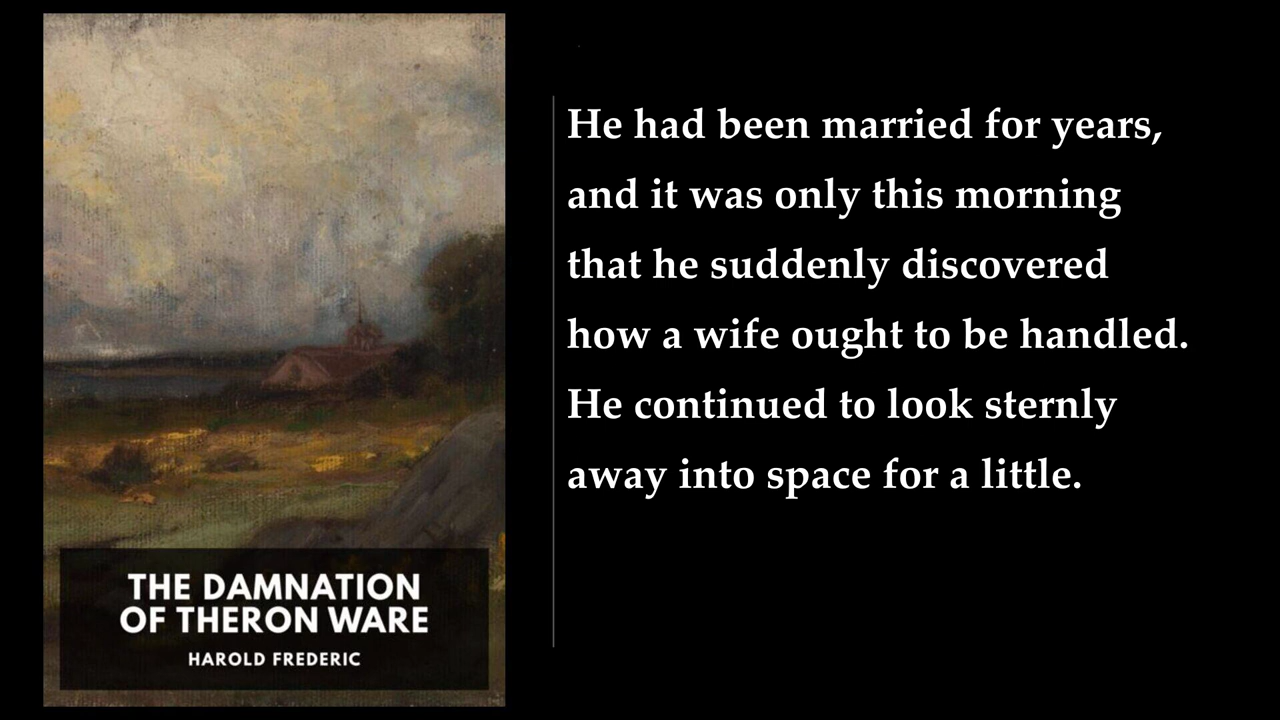 He had been married for years,
and it was only this morning
that he suddenly discovered
how a wife ought to be handled.
He continued to look sternly
away into space for a little.
THE DAMNATION
OF THERON WARE
HAROLD FREDERIC